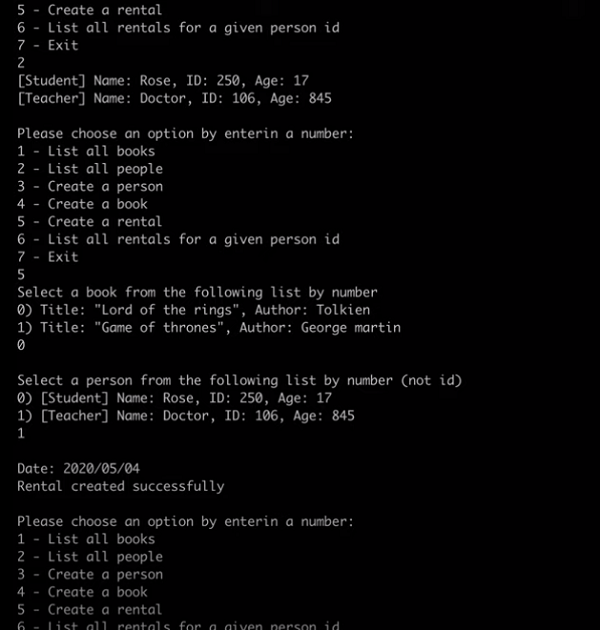 5 - Create a rental
6 - List all rentals for a given person id
7 - Exit
2
[Student] Name: Rose, ID: 250, Age: 17
[Teacher] Name: Doctor, ID: 106, Age: 845
Please choose an option by enterin a number:
1 - List all books
2 - List all people
3 - Create a person
4 - Create a book
5 - Create a rental
6 - List all rentals for a given person id
7 - Exit
5
Select a book from the following list by number
0) Title: "Lord of the rings", Author: Tolkien
1) Title: "Game of thrones", Author: George martin
0
Select a person from the following list by number (not id)
0) [Student] Name: Rose, ID: 250, Age: 17
1) [Teacher] Name: Doctor, ID: 106, Age: 845
1
Date: 2020/05/04
Rental created successfully
Please choose an option by enterin a number:
1 - List all books
2 - List all people
3 - Create a person
4 - Create a book
5 - Create a rental
6 - List all rentals for a given person id